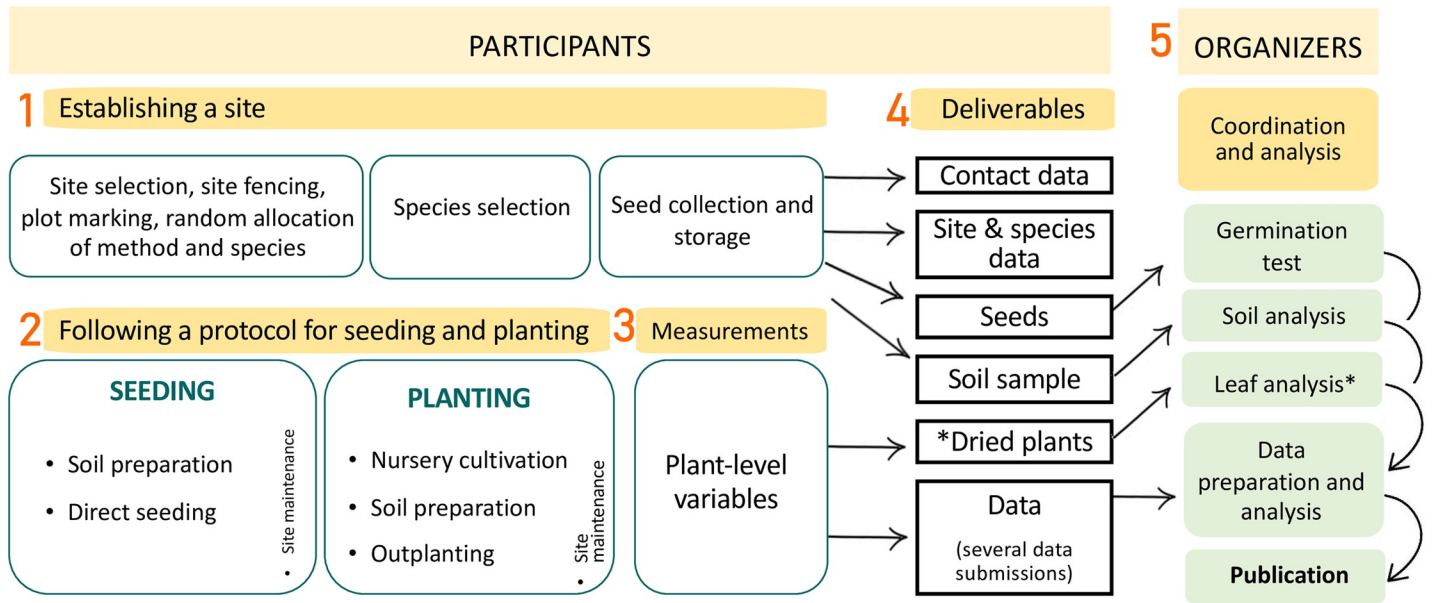 PARTICIPANTS
5 ORGANIZERS
1 Establishing a site
4 Deliverables
Coordination
and analysis
Site selection, site fencing,
plot marking, random allocation
of method and species
Species selection
Seed collection and
storage
Contact data
Site & species
data
Seeds
Soil sample
*Dried plants
Data
(several data
submissions)
Germination
test
Soil analysis
Leaf analysis*
Data
preparation and
analysis
Publication
2 Following a protocol for seeding and planting
3 Measurements
SEEDING
• Soil preparation
• Direct seeding
• Site maintenance
PLANTING
• Nursery cultivation
• Soil preparation
• Outplanting
• Site
maintenance
Plant-level
variables